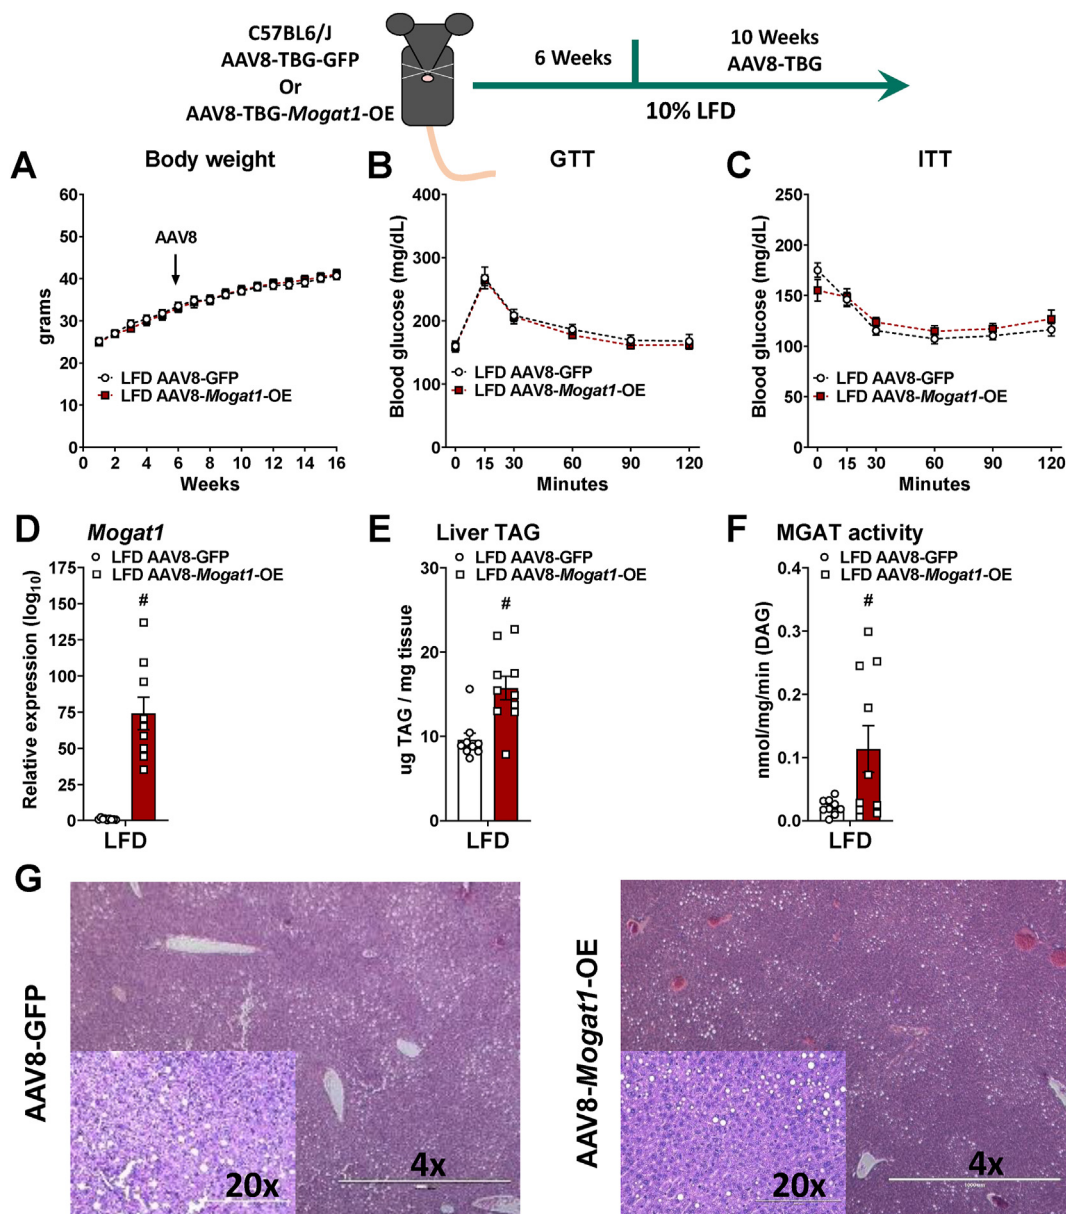 C57BL6/J
AAV8-TBG-GFP
Or
AAV8-TBG-Mogat1-OE
6 Weeks
10 Weeks
AAV8-TBG
10% LFD
A
Body weight
60
50
40
30
20
10
0
grams
AAV8
LFD AAV8-GFP
LFD AAV8-Mogat1-OE
0 2 4 6 8 10 12 14 16
Weeks
B
GTT
400
300
200
100
0
Blood glucose (mg/dL)
LFD AAV8-GFP
LFD AAV8-Mogat1-OE
0 15 30 60 90 120
Minutes
C
ITT
250
200
150
100
50
0
Blood glucose (mg/dL)
LFD AAV8-GFP
LFD AAV8-Mogat1-OE
0 15 30 60 90 120
Minutes
D
Mogat1
LFD AAV8-GFP
LFD AAV8-Mogat1-OE
175
150
125
100
75
50
25
0
Relative expression (log10)
#
LFD
E
Liver TAG
LFD AAV8-GFP
LFD AAV8-Mogat1-OE
30
20
10
0
ug TAG / mg tissue
#
LFD
F
MGAT activity
LFD AAV8-GFP
LFD AAV8-Mogat1-OE
0.4
0.3
0.2
0.1
0.0
nmol/mg/min (DAG)
#
LFD
G
AAV8-GFP
20x
4x
AAV8-Mogat1-OE
20x
4x